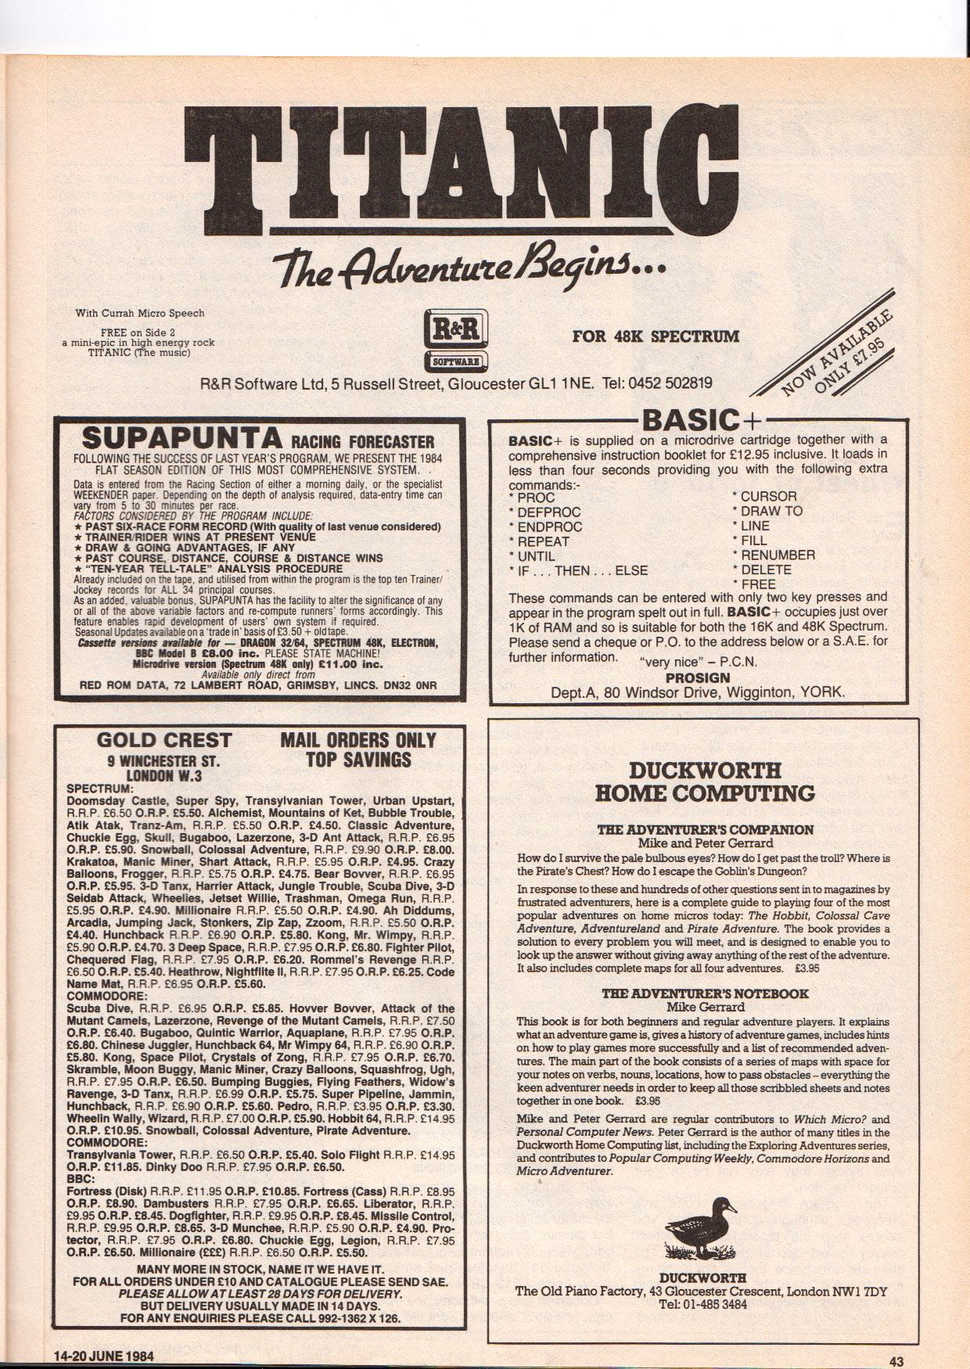 TITANIC
The Adventure Begins...
With Currah Micro Speech
FREE on Side 2
a mini-epic in high energy rock
TITANIC (The music)
R&R
SOFTWARE
FOR 48K SPECTRUM
NOW AVAILABLE
ONLY £7.95
R&R Software Ltd, 5 Russell Street, Gloucester GL1 1NE. Tel: 0452 502819
SUPAPUNTA RACING FORECASTER
FOLLOWING THE SUCCESS OF LAST YEAR'S PROGRAM, WE PRESENT THE 1984
FLAT SEASON EDITION OF THIS MOST COMPREHENSIVE SYSTEM.
Data is entered from the Racing Section of either a morning daily, or the specialist
WEEKENDER paper. Depending on the depth of analysis required, data-entry time can
vary from 5 to 30 minutes per race.
FACTORS CONSIDERED BY THE PROGRAM INCLUDE:
★ PAST SIX-RACE FORM RECORD (With quality of last venue considered)
★ TRAINER/RIDER WINS AT PRESENT VENUE
★ DRAW & GOING ADVANTAGES, IF ANY
★ PAST COURSE, DISTANCE, COURSE & DISTANCE WINS
★ "TEN-YEAR TELL-TALE" ANALYSIS PROCEDURE
Already included on the tape, and utilised from within the program is the top ten Trainer/
Jockey records for ALL 34 principal courses.
As an added, valuable bonus, SUPAPUNTA has the facility to alter the significance of any
or all of the above variable factors and re-compute runners' forms accordingly. This
feature enables rapid development of users' own system if required.
Seasonal Updates available on a 'trade in' basis of £3.50 + old tape.
Cassette versions available for — DRAGON 32/64, SPECTRUM 48K, ELECTRON,
BBC Model B £8.00 inc. PLEASE STATE MACHINE!
Microdrive version (Spectrum 48K only) £11.00 inc.
Available only direct from
RED ROM DATA, 72 LAMBERT ROAD, GRIMSBY, LINCS. DN32 0NR
BASIC+
BASIC+ is supplied on a microdrive cartridge together with a
comprehensive instruction booklet for £12.95 inclusive. It loads in
less than four seconds providing you with the following extra
commands:-
* PROC
* DEFPROC
* ENDPROC
* REPEAT
* UNTIL
* IF . . . THEN . . . ELSE
* CURSOR
* DRAW TO
* LINE
* FILL
* RENUMBER
* DELETE
* FREE
These commands can be entered with only two key presses and
appear in the program spelt out in full. BASIC+ occupies just over
1K of RAM and so is suitable for both the 16K and 48K Spectrum.
Please send a cheque or P.O. to the address below or a S.A.E. for
further information. "very nice" – P.C.N.
PROSIGN
Dept.A, 80 Windsor Drive, Wigginton, YORK.
GOLD CREST
9 WINCHESTER ST.
LONDON W.3
MAIL ORDERS ONLY
TOP SAVINGS
SPECTRUM:
Doomsday Castle, Super Spy, Transylvanian Tower, Urban Upstart,
R.R.P. £6.50 O.R.P. £5.50. Alchemist, Mountains of Ket, Bubble Trouble,
Atik Atak, Tranz-Am, R.R.P. £5.50 O.R.P. £4.50. Classic Adventure,
Chuckie Egg, Skull, Bugaboo, Lazerzone, 3-D Ant Attack, R.R.P. £6.95
O.R.P. £5.90. Snowball, Colossal Adventure, R.R.P. £9.90 O.R.P. £8.00.
Krakatoa, Manic Miner, Shart Attack, R.R.P. £5.95 O.R.P. £4.95. Crazy
Balloons, Frogger, R.R.P. £5.75 O.R.P. £4.75. Bear Bovver, R.R.P. £6.95
O.R.P. £5.95. 3-D Tanx, Harrier Attack, Jungle Trouble, Scuba Dive, 3-D
Seidab Attack, Wheelies, Jetset Willie, Trashman, Omega Run, R.R.P.
£5.95 O.R.P. £4.90. Millionaire R.R.P. £5.50 O.R.P. £4.90. Ah Diddums,
Arcadia, Jumping Jack, Stonkers, Zip Zap, Zzoom, R.R.P. £5.50 O.R.P.
£4.40. Hunchback R.R.P. £6.90 O.R.P. £5.80. Kong, Mr. Wimpy, R.R.P.
£5.90 O.R.P. £4.70. 3 Deep Space, R.R.P. £7.95 O.R.P. £6.80. Fighter Pilot,
Chequered Flag, R.R.P. £7.95 O.R.P. £6.20. Rommel's Revenge R.R.P.
£6.50 O.R.P. £5.40. Heathrow, Nightflite II, R.R.P. £7.95 O.R.P. £6.25. Code
Name Mat, R.R.P. £6.95 O.R.P. £5.60.
COMMODORE:
Scuba Dive, R.R.P. £6.95 O.R.P. £5.85. Hovver Bovver, Attack of the
Mutant Camels, Lazerzone, Revenge of the Mutant Camels, R.R.P. £7.50
O.R.P. £6.40. Bugaboo, Quintic Warrior, Aquaplane, R.R.P. £7.95 O.R.P.
£6.80. Chinese Juggler, Hunchback 64, Mr Wimpy 64, R.R.P. £6.90 O.R.P.
£5.80. Kong, Space Pilot, Crystals of Zong, R.R.P. £7.95 O.R.P. £6.70.
Skramble, Moon Buggy, Manic Miner, Crazy Balloons, Squashfrog, Ugh,
R.R.P. £7.95 O.R.P. £6.50. Bumping Buggies, Flying Feathers, Widow's
Ravenge, 3-D Tanx, R.R.P. £6.99 O.R.P. £5.75. Super Pipeline, Jammin,
Hunchback, R.R.P. £6.90 O.R.P. £5.60. Pedro, R.R.P. £3.95 O.R.P. £3.30.
Wheelin Wally, Wizard, R.R.P. £7.00 O.R.P. £5.90. Hobbit 64, R.R.P. £14.95
O.R.P. £10.95. Snowball, Colossal Adventure, Pirate Adventure.
COMMODORE:
Transylvania Tower, R.R.P. £6.50 O.R.P. £5.40. Solo Flight R.R.P. £14.95
O.R.P. £11.85. Dinky Doo R.R.P. £7.95 O.R.P. £6.50.
BBC:
Fortress (Disk) R.R.P. £11.95 O.R.P. £10.85. Fortress (Cass) R.R.P. £8.95
O.R.P. £8.90. Dambusters R.R.P. £7.95 O.R.P. £6.65. Liberator, R.R.P.
£9.95 O.R.P. £8.45. Dogfighter, R.R.P. £9.95 O.R.P. £8.45. Missile Control,
R.R.P. £9.95 O.R.P. £8.65. 3-D Munchee, R.R.P. £5.90 O.R.P. £4.90. Pro-
tector, R.R.P. £7.95 O.R.P. £6.80. Chuckie Egg, Legion, R.R.P. £7.95
O.R.P. £6.50. Millionaire (£££) R.R.P. £6.50 O.R.P. £5.50.
MANY MORE IN STOCK, NAME IT WE HAVE IT.
FOR ALL ORDERS UNDER £10 AND CATALOGUE PLEASE SEND SAE.
PLEASE ALLOW AT LEAST 28 DAYS FOR DELIVERY.
BUT DELIVERY USUALLY MADE IN 14 DAYS.
FOR ANY ENQUIRIES PLEASE CALL 992-1362 X 126.
DUCKWORTH
HOME COMPUTING
THE ADVENTURER'S COMPANION
Mike and Peter Gerrard
How do I survive the pale bulbous eyes? How do I get past the troll? Where is
the Pirate's Chest? How do I escape the Goblin's Dungeon?
In response to these and hundreds of other questions sent in to magazines by
frustrated adventurers, here is a complete guide to playing four of the most
popular adventures on home micros today: The Hobbit, Colossal Cave
Adventure, Adventureland and Pirate Adventure. The book provides a
solution to every problem you will meet, and is designed to enable you to
look up the answer without giving away anything of the rest of the adventure.
It also includes complete maps for all four adventures. £3.95
THE ADVENTURER'S NOTEBOOK
Mike Gerrard
This book is for both beginners and regular adventure players. It explains
what an adventure game is, gives a history of adventure games, includes hints
on how to play games more successfully and a list of recommended adven-
tures. The main part of the book consists of a series of maps with space for
your notes on verbs, nouns, locations, how to pass obstacles – everything the
keen adventurer needs in order to keep all those scribbled sheets and notes
together in one book. £3.95
Mike and Peter Gerrard are regular contributors to Which Micro? and
Personal Computer News. Peter Gerrard is the author of many titles in the
Duckworth Home Computing list, including the Exploring Adventures series,
and contributes to Popular Computing Weekly, Commodore Horizons and
Micro Adventurer.
DUCKWORTH
The Old Piano Factory, 43 Gloucester Crescent, London NW1 7DY
Tel: 01-485 3484
14-20 JUNE 1984
43